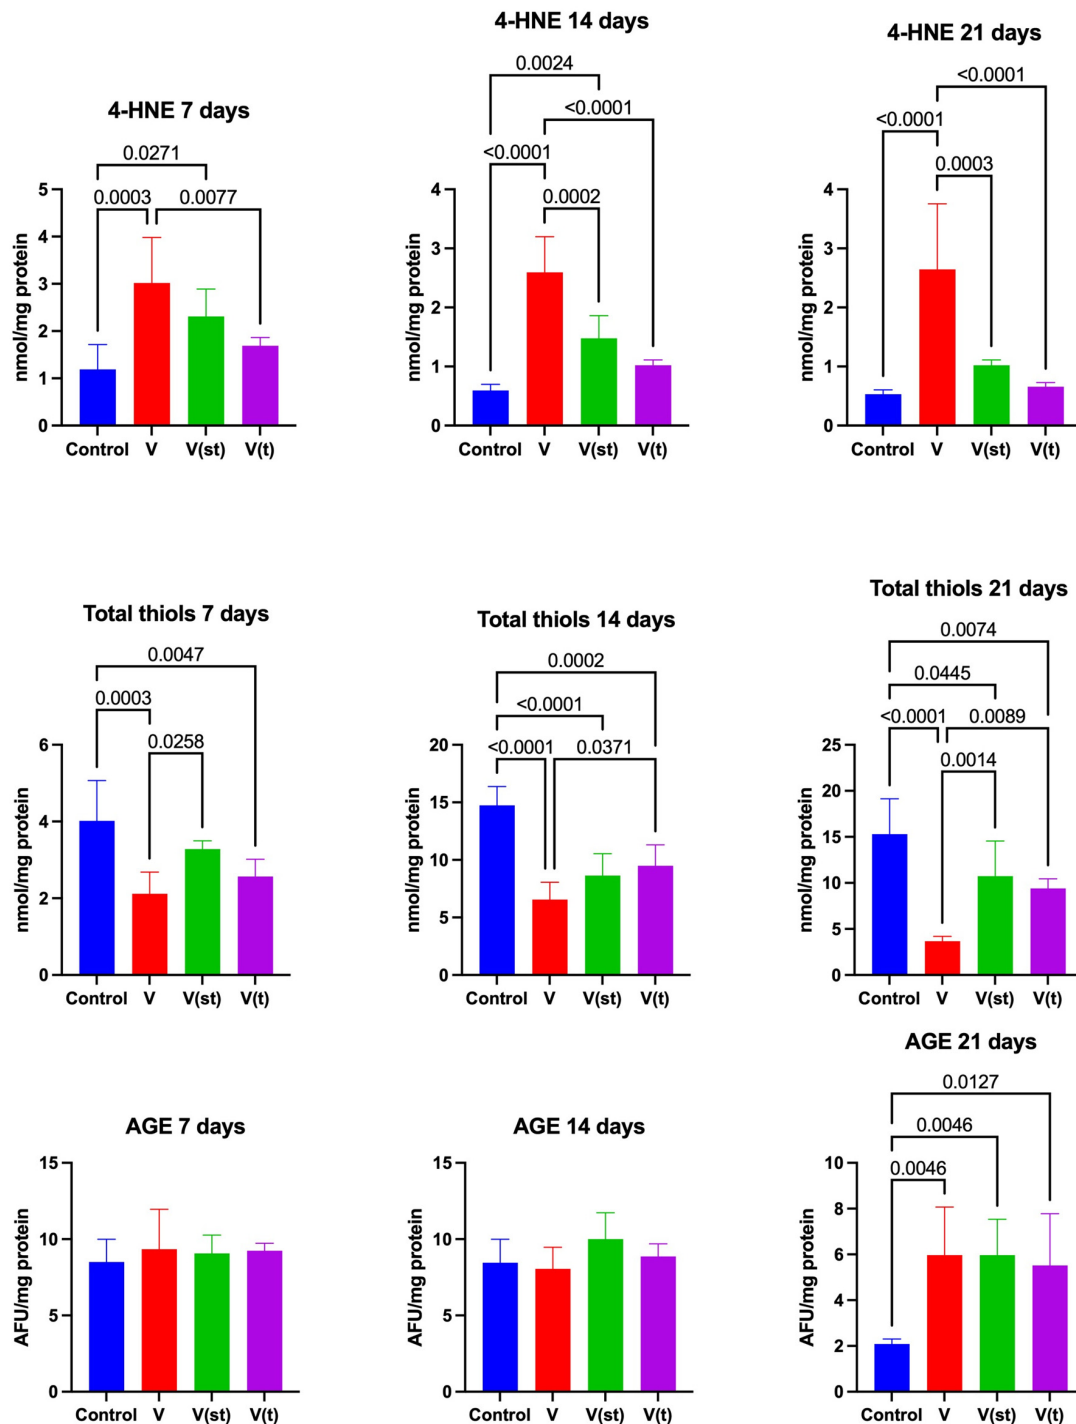 4-HNE 7 days
0.0271
0.0003
0.0077
5
4
3
2
1
0
nmol/mg protein
Control V V(st) V(t)
4-HNE 14 days
0.0024
<0.0001
<0.0001
0.0002
4
3
2
1
0
nmol/mg protein
Control V V(st) V(t)
4-HNE 21 days
<0.0001
<0.0001
0.0003
4
3
2
1
0
nmol/mg protein
Control V V(st) V(t)
Total thiols 7 days
0.0047
0.0003
0.0258
6
4
2
0
nmol/mg protein
Control V V(st) V(t)
Total thiols 14 days
0.0002
<0.0001
<0.0001 0.0371
20
15
10
5
0
nmol/mg protein
Control V V(st) V(t)
Total thiols 21 days
0.0074
0.0445
<0.0001 0.0089
0.0014
25
20
15
10
5
0
nmol/mg protein
Control V V(st) V(t)
AGE 7 days
15
10
5
0
AFU/mg protein
Control V V(st) V(t)
AGE 14 days
15
10
5
0
AFU/mg protein
Control V V(st) V(t)
AGE 21 days
0.0127
0.0046
0.0046
10
8
6
4
2
0
AFU/mg protein
Control V V(st) V(t)